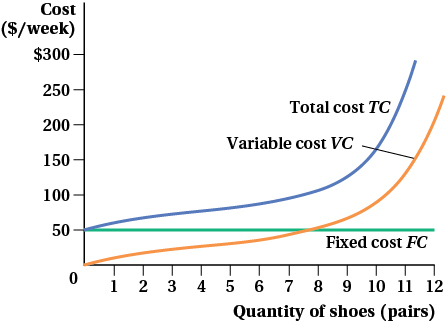 Cost
($/week)
$300
250
200
150
100
50
0
Total cost TC
Variable cost VC
Fixed cost FC
1 2 3 4 5 6 7 8 9 10 11 12
Quantity of shoes (pairs)